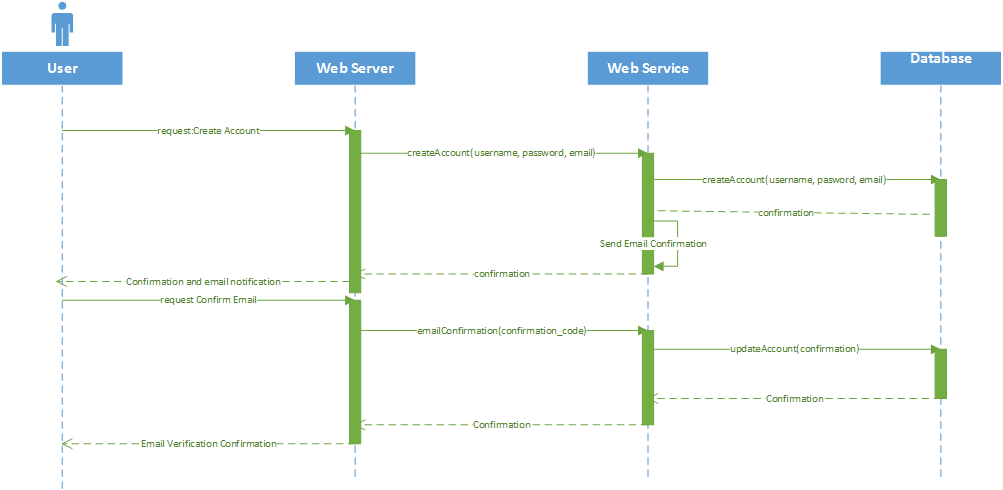 User
Web Server
Web Service
Database
request:Create Account
createAccount(username, password, email)
createAccount(username, pasword, email)
confirmation
Send Email Confirmation
confirmation
Confirmation and email notification
request Confirm Email
emailConfirmation(confirmation_code)
updateAccount(confirmation)
Confirmation
Confirmation
Email Verification Confirmation